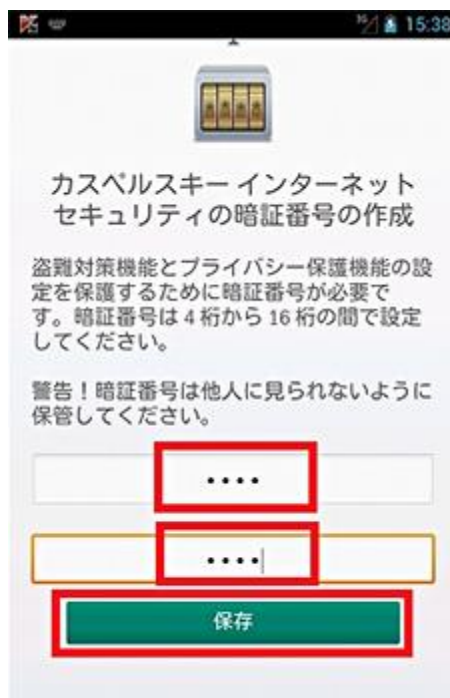 3G 15:38
カスペルスキー インターネット
セキュリティの暗証番号の作成
盗難対策機能とプライバシー保護機能の設
定を保護するために暗証番号が必要で
す。暗証番号は 4 桁から 16 桁の間で設定
してください。
警告！暗証番号は他人に見られないように
保管してください。
••••
••••
保存